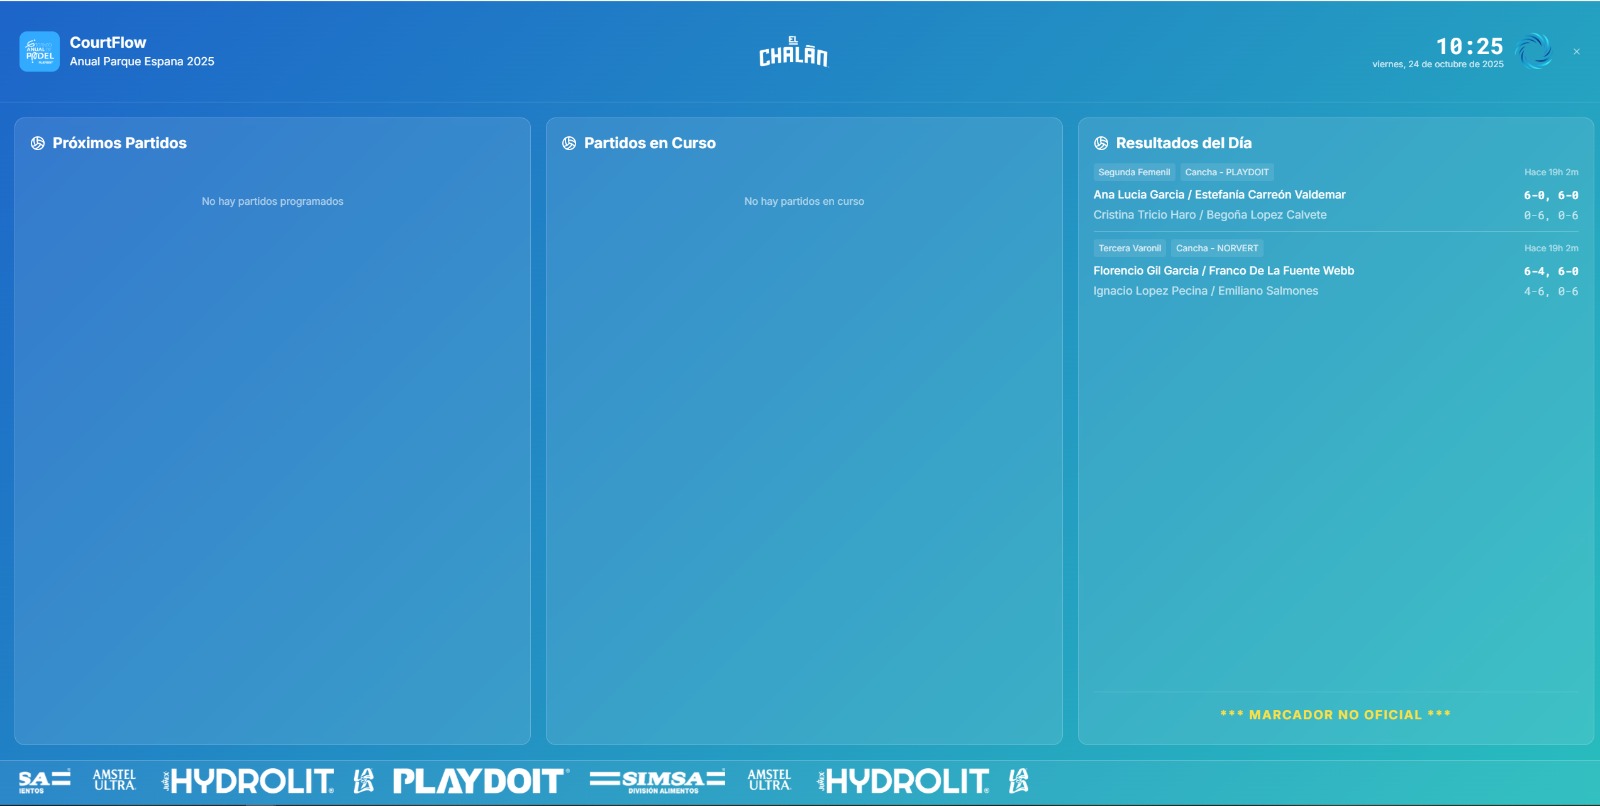 ANUAL
PÁDEL
CourtFlow
Anual Parque Espana 2025
EL
CHALÁN
10:25
viernes, 24 de octubre de 2025
×
Próximos Partidos
No hay partidos programados
Partidos en Curso
No hay partidos en curso
Resultados del Día
Segunda Femenil Cancha - PLAYDOIT Hace 19h 2m
Ana Lucia Garcia / Estefanía Carreón Valdemar 6-0, 6-0
Cristina Tricio Haro / Begoña Lopez Calvete 0-6, 0-6
Tercera Varonil Cancha - NORVERT Hace 19h 2m
Florencio Gil Garcia / Franco De La Fuente Webb 6-4, 6-0
Ignacio Lopez Pecina / Emiliano Salmones 4-6, 0-6
*** MARCADOR NO OFICIAL ***
SA
IENTOS
AMSTEL
ULTRA
HYDROLIT®
PLAYDOIT®
SIMSA
DIVISIÓN ALIMENTOS
AMSTEL
ULTRA
HYDROLIT®